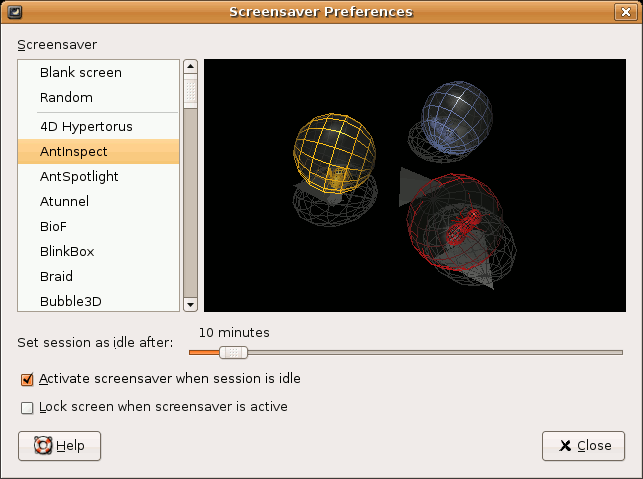 Screensaver Preferences
Screensaver
Blank screen
Random
4D Hypertorus
AntInspect
AntSpotlight
Atunnel
BioF
BlinkBox
Braid
Bubble3D
10 minutes
Set session as idle after:
Activate screensaver when session is idle
Lock screen when screensaver is active
Help
Close